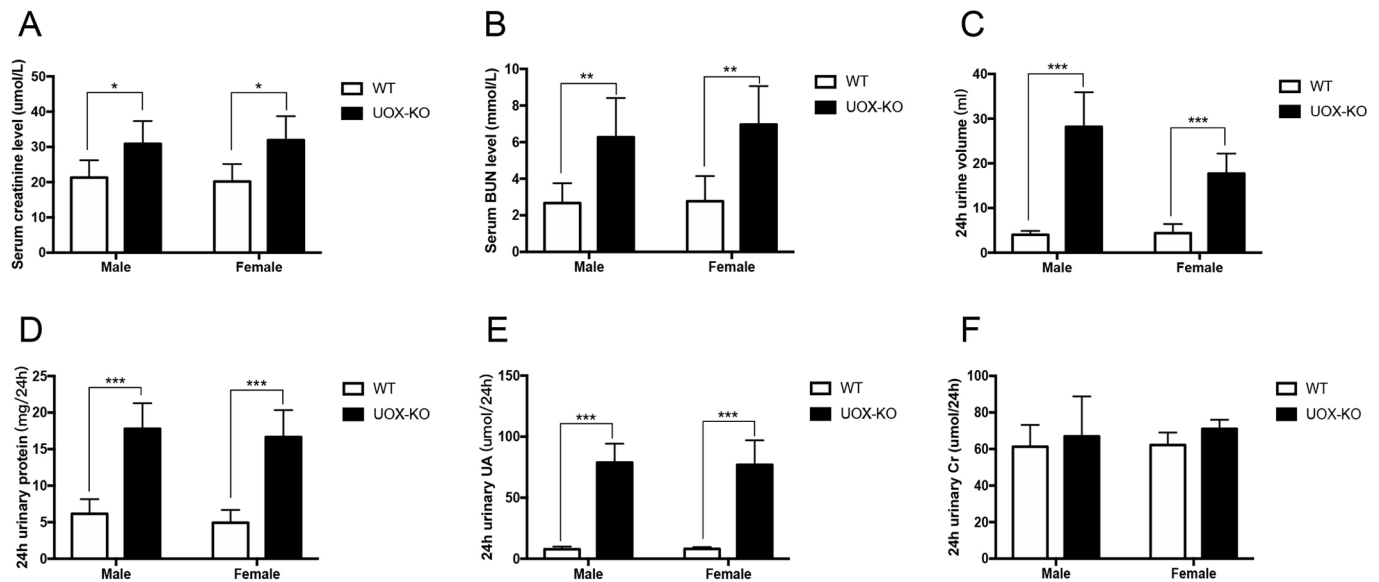 A
Serum creatinine level (umol/L)
50
40
30
20
10
0
*
*
Male
Female
WT
UOX-KO
B
Serum BUN level (mmol/L)
10
8
6
4
2
0
**
**
Male
Female
WT
UOX-KO
C
24h urine volume (ml)
40
30
20
10
0
***
***
Male
Female
WT
UOX-KO
D
24h urinary protein (mg/24h)
25
20
15
10
5
0
***
***
Male
Female
WT
UOX-KO
E
24h urinary UA (umol/24h)
150
100
50
0
***
***
Male
Female
WT
UOX-KO
F
24h urinary Cr (umol/24h)
100
80
60
40
20
0
Male
Female
WT
UOX-KO